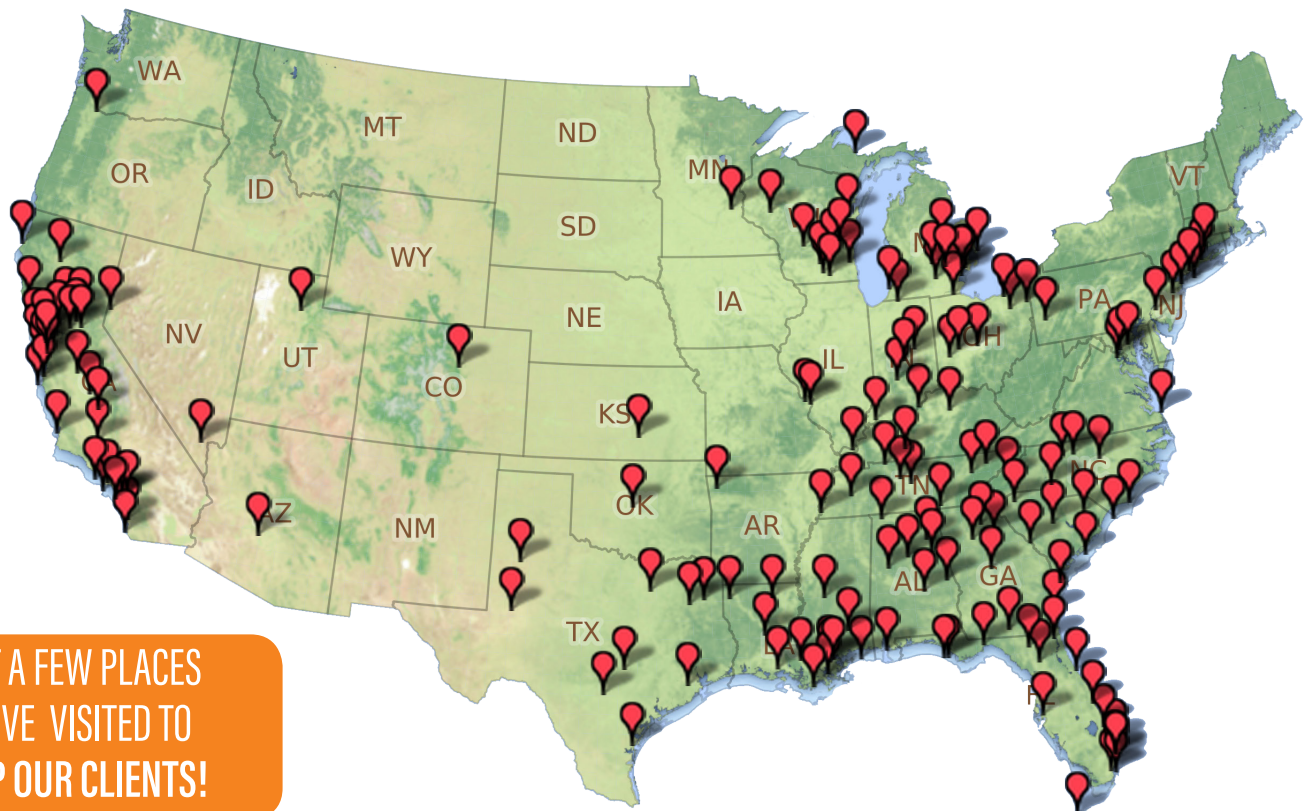 WA
MT
ND
MN
OR
ID
SD
VT
WY
IA
NE
PA
NJ
NV
UT
CO
IL
OH
KS
AZ
NM
OK
AR
TN
NC
TX
AL
GA
A FEW PLACES
VE VISITED TO
P OUR CLIENTS!